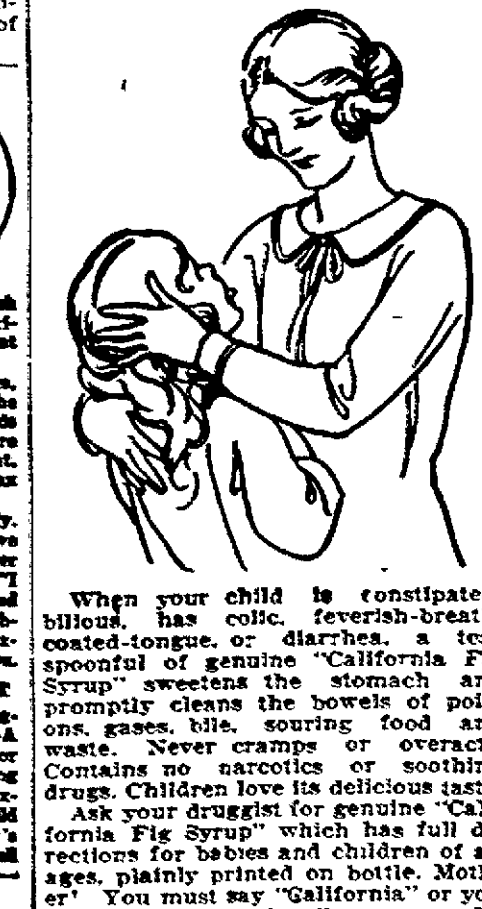 of
When your child is constipate
bilious, has colic, feverish-breat
coated-tongue, or diarrhea, a te
spoonful of genuine "California F
Syrup" sweetens the stomach an
promptly cleans the bowels of poi
ons, gases, bile, souring food an
waste. Never cramps or overact
Contains no narcotics or soothin
drugs. Children love its delicious tast
Ask your druggist for genuine "Cal
fornia Fig Syrup" which has full d
rections for babies and children of a
ages, plainly printed on bottle. Moth
er! You must say "California" or yo